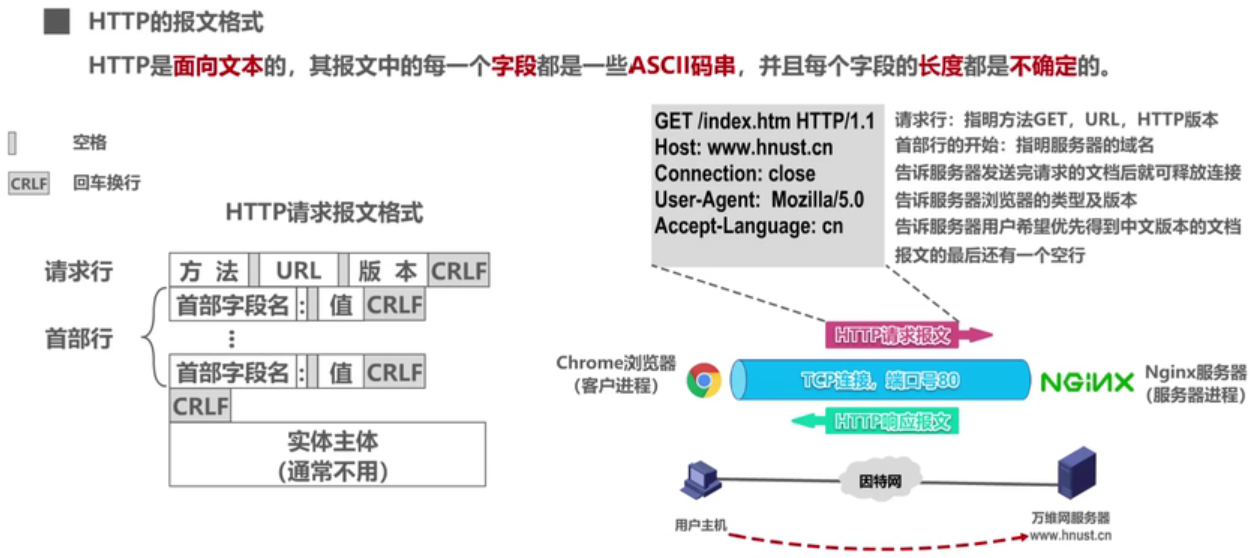 HTTP的报文格式
HTTP是面向文本的，其报文中的每一个字段都是一些ASCII码串，并且每个字段的长度都是不确定的。
空格
CRLF 回车换行
HTTP请求报文格式
请求行 方 法 URL 版 本 CRLF
首部行
首部字段名 : 值 CRLF
⋮
首部字段名 : 值 CRLF
CRLF
实体主体
（通常不用）
GET /index.htm HTTP/1.1 请求行：指明方法GET，URL，HTTP版本
Host: www.hnust.cn 首部行的开始：指明服务器的域名
Connection: close 告诉服务器发送完请求的文档后就可释放连接
User-Agent: Mozilla/5.0 告诉服务器浏览器的类型及版本
Accept-Language: cn 告诉服务器用户希望优先得到中文版本的文档
报文的最后还有一个空行
HTTP请求报文
Chrome浏览器
（客户进程）
TCP连接，端口号80
NGINX
Nginx服务器
（服务器进程）
HTTP响应报文
因特网
用户主机
万维网服务器
www.hnust.cn